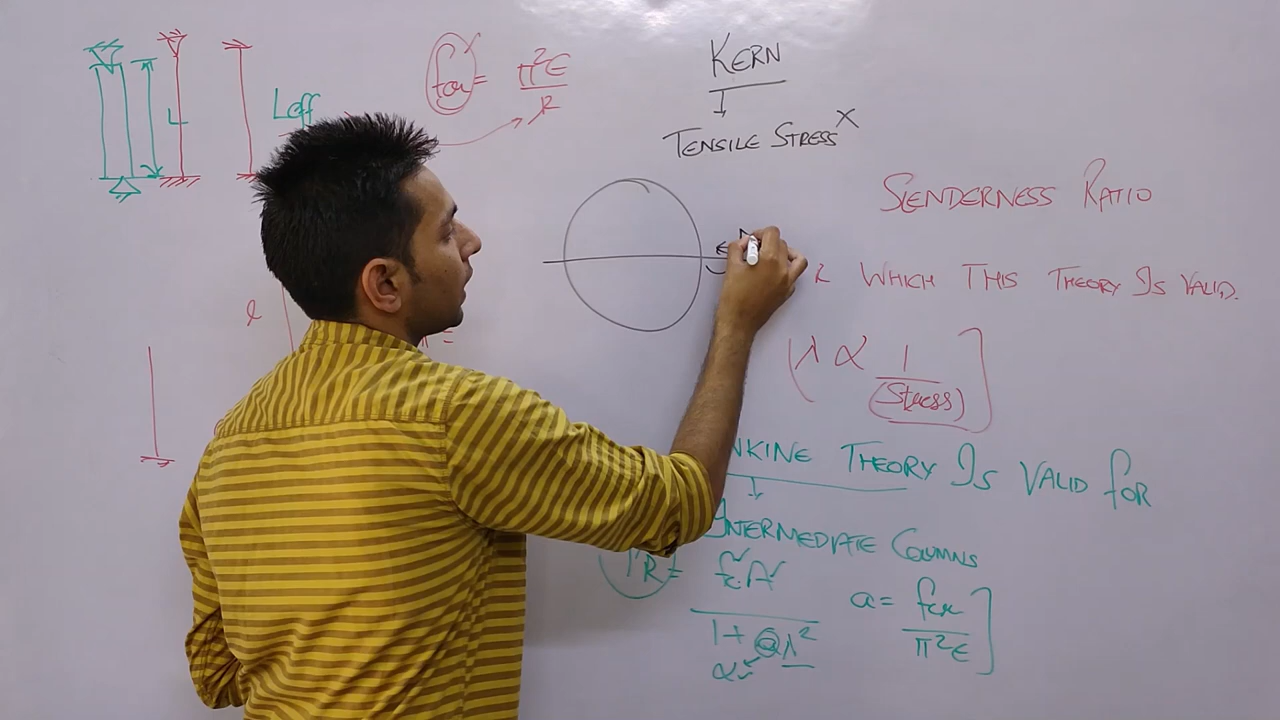 L
Leff
fcr = π²E
λ
KERN
↓
TENSILE STRESS X
SLENDERNESS RATIO
WHICH THIS THEORY IS VALID.
l
=
[λ ∝ 1
(Stress)]
NKINE THEORY IS VALID for
↓
INTERMEDIATE COLUMNS
PR = fc A
1 + aλ²
α
a = fcr
π²E ]